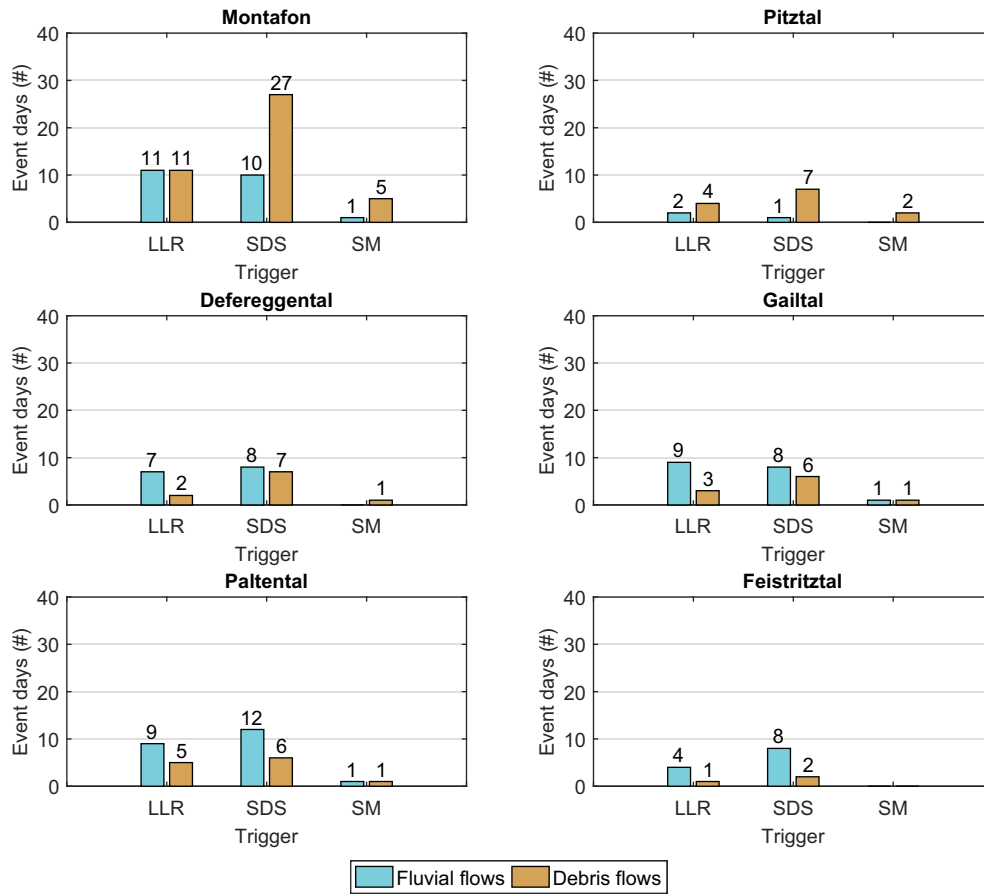 Montafon
Event days (#)
40
30
20
10
0
11 11
10 27
1 5
LLR SDS SM
Trigger
Pitztal
Event days (#)
40
30
20
10
0
2 4
1 7
2
LLR SDS SM
Trigger
Defereggental
Event days (#)
40
30
20
10
0
7 2
8 7
1
LLR SDS SM
Trigger
Gailtal
Event days (#)
40
30
20
10
0
9 3
8 6
1 1
LLR SDS SM
Trigger
Paltental
Event days (#)
40
30
20
10
0
9 5
12 6
1 1
LLR SDS SM
Trigger
Feistritztal
Event days (#)
40
30
20
10
0
4 1
8 2
LLR SDS SM
Trigger
Fluvial flows Debris flows